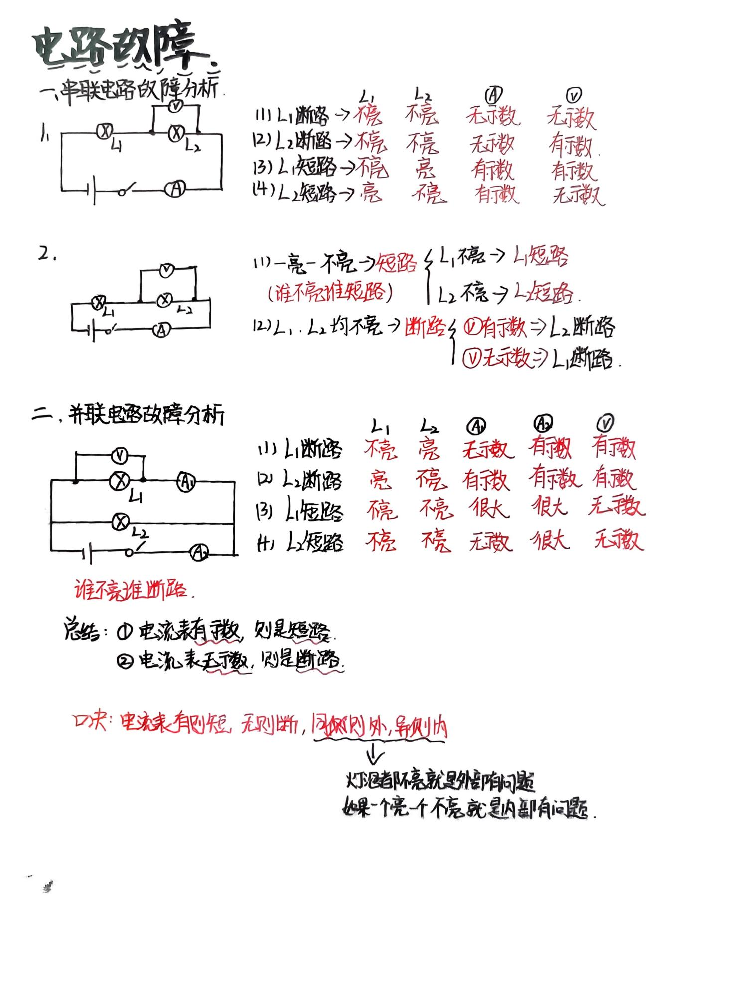 电路故障.
一、串联电路故障分析.
L₁ L₂ Ⓐ Ⓥ
1、
V
X L₁ X L₂
A
(1) L₁断路→不亮 不亮 无示数 无示数
(2) L₂断路→不亮 不亮 无示数 有示数.
(3) L₁短路→不亮 亮 有示数 有示数
(4) L₂短路→亮 不亮 有示数 无示数
2.
V
X L₁ X L₂
A
(1) 一亮一不亮→短路 { L₁不亮→L₁短路
(谁不亮谁短路) L₂不亮→L₂短路.
(2) L₁、L₂均不亮→断路 { Ⓥ有示数⇒L₂断路
Ⓥ无示数⇒L₁断路.
二、并联电路故障分析
L₁ L₂ A₁ A₂ Ⓥ
V
X L₁ A₁
X L₂
A₂
(1) L₁断路 不亮 亮 无示数 有示数 有示数
(2) L₂断路 亮 不亮 有示数 有示数 有示数
(3) L₁短路 不亮 不亮 很大 很大 无示数
(4) L₂短路 不亮 不亮 无示数 很大 无示数
谁不亮谁断路.
总结: ① 电流表有示数, 则是短路.
② 电流表无示数, 则是断路.
口决: 电流表有则短, 无则断, 同则外, 异则内
↓
灯泡都不亮就是外部有问题
如果一个亮一个不亮就是内部有问题.